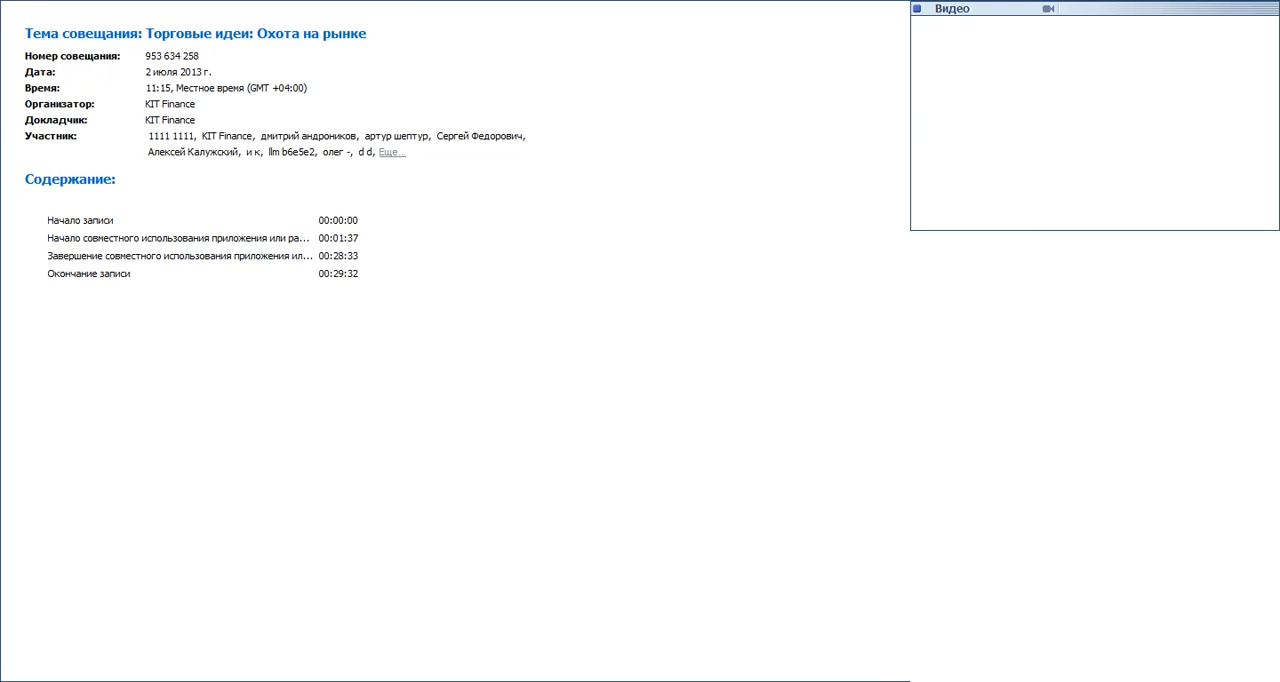 Тема совещания: Торговые идеи: Охота на рынке
Номер совещания: 953 634 258
Дата: 2 июля 2013 г.
Время: 11:15, Местное время (GMT +04:00)
Организатор: KIT Finance
Докладчик: KIT Finance
Участник: 1111 1111, KIT Finance, дмитрий андроников, артур шептур, Сергей Федорович,
Алексей Калужский, и к, llm b6e5e2, олег -, d d, Еще...
Содержание:
Начало записи 00:00:00
Начало совместного использования приложения или ра... 00:01:37
Завершение совместного использования приложения ил... 00:28:33
Окончание записи 00:29:32
Видео